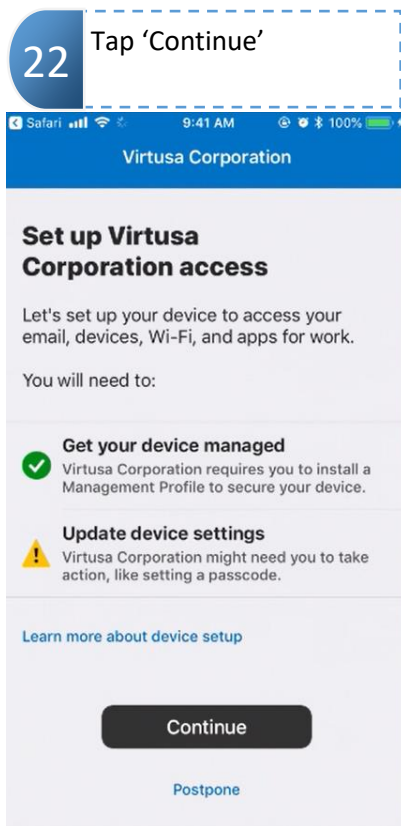 22
Tap ‘Continue’
Safari 9:41 AM 100%
Virtusa Corporation
Set up Virtusa
Corporation access
Let's set up your device to access your
email, devices, Wi-Fi, and apps for work.
You will need to:
Get your device managed
Virtusa Corporation requires you to install a
Management Profile to secure your device.
Update device settings
Virtusa Corporation might need you to take
action, like setting a passcode.
Learn more about device setup
Continue
Postpone